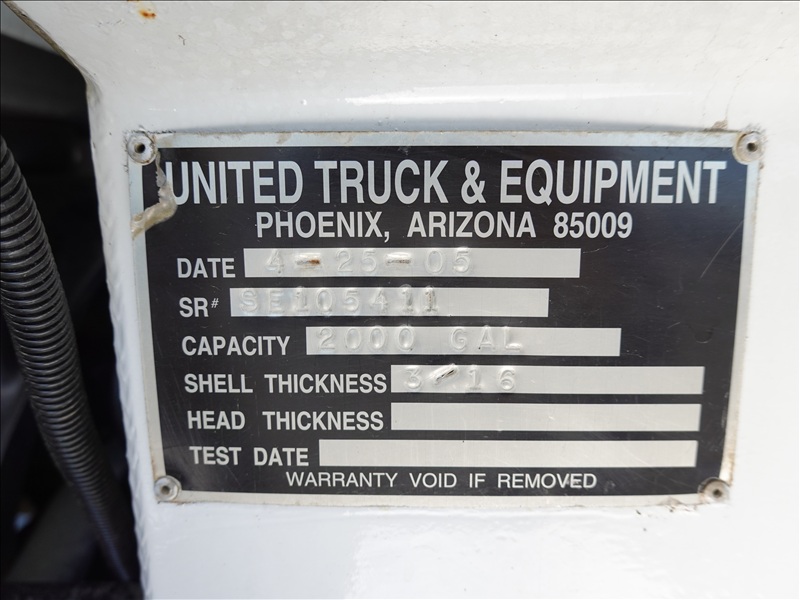 UNITED TRUCK & EQUIPMENT
PHOENIX, ARIZONA 85009
DATE 4-25-05
SR# SE105411
CAPACITY 2000 GAL
SHELL THICKNESS 3/16
HEAD THICKNESS
TEST DATE
WARRANTY VOID IF REMOVED